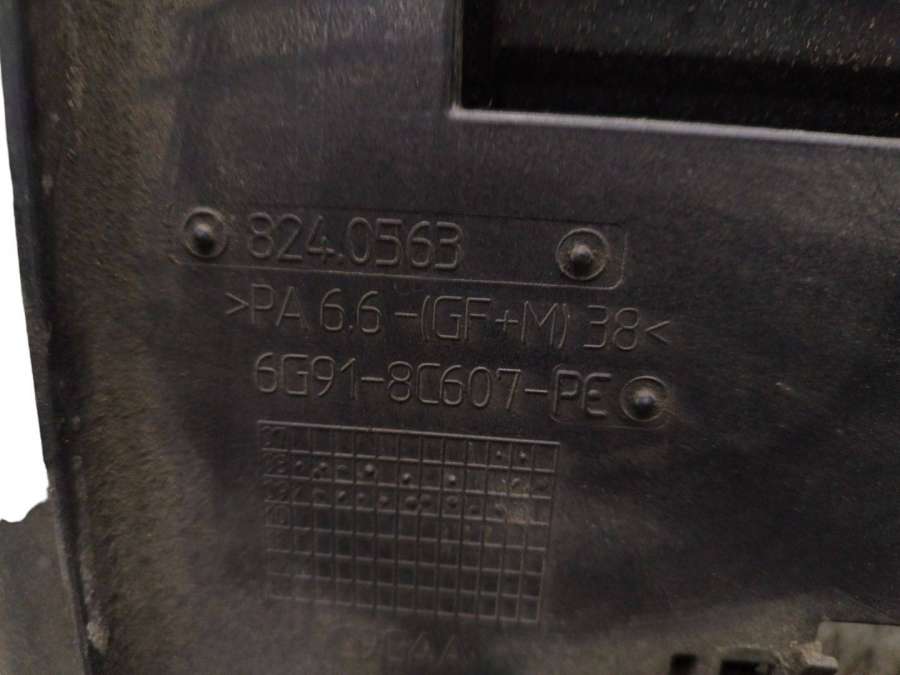 824.0563
>PA 6.6-(GF+M) 38<
6G91-8C607-PE